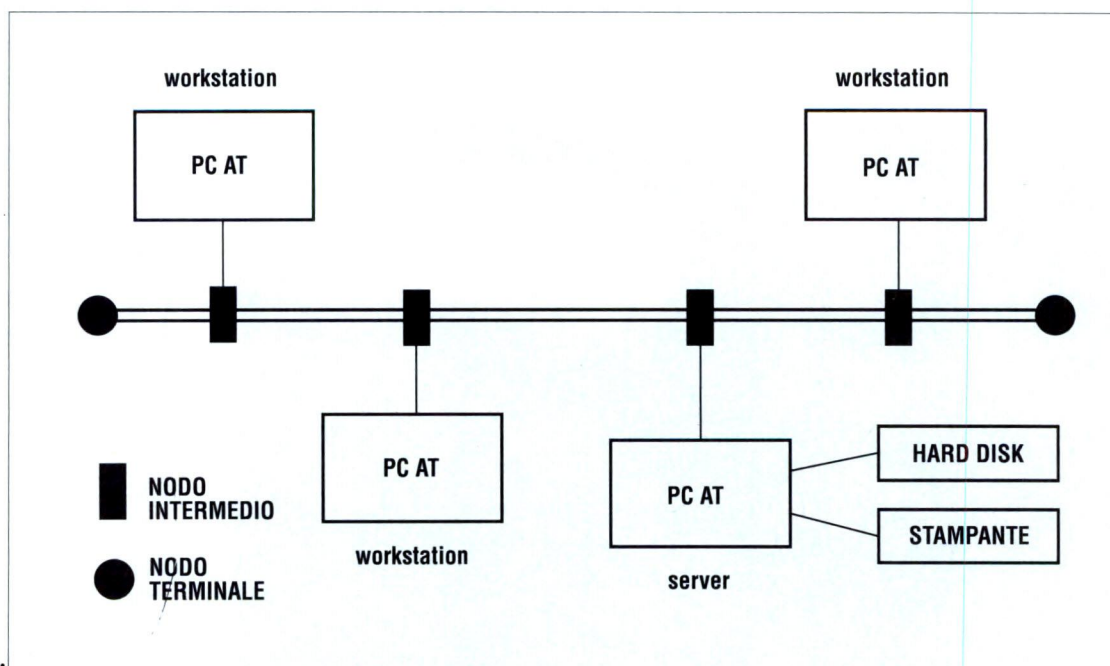 workstation
workstation
PC AT
PC AT
PC AT
PC AT
HARD DISK
STAMPANTE
workstation
server
NODO
INTERMEDIO
NODO
TERMINALE